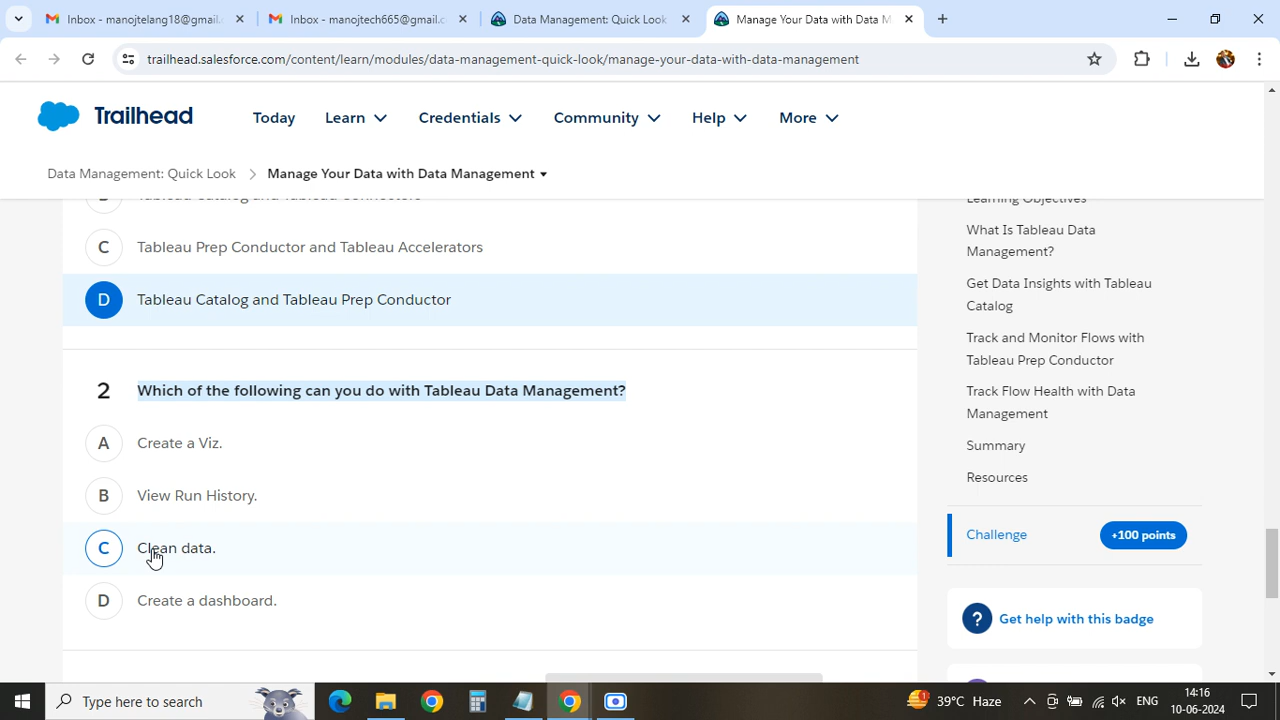 Inbox - manojtelang18@gmail.
Inbox - manojtech665@gmail.c
Data Management: Quick Look
Manage Your Data with Data M
trailhead.salesforce.com/content/learn/modules/data-management-quick-look/manage-your-data-with-data-management
Trailhead
Today
Learn
Credentials
Community
Help
More
Data Management: Quick Look > Manage Your Data with Data Management
Tableau Catalog and Tableau Connectors
C Tableau Prep Conductor and Tableau Accelerators
D Tableau Catalog and Tableau Prep Conductor
2 Which of the following can you do with Tableau Data Management?
A Create a Viz.
B View Run History.
C Clean data.
D Create a dashboard.
Learning Objectives
What Is Tableau Data
Management?
Get Data Insights with Tableau
Catalog
Track and Monitor Flows with
Tableau Prep Conductor
Track Flow Health with Data
Management
Summary
Resources
Challenge
+100 points
? Get help with this badge
Type here to search
1
39°C Haze
ENG
14:16
10-06-2024